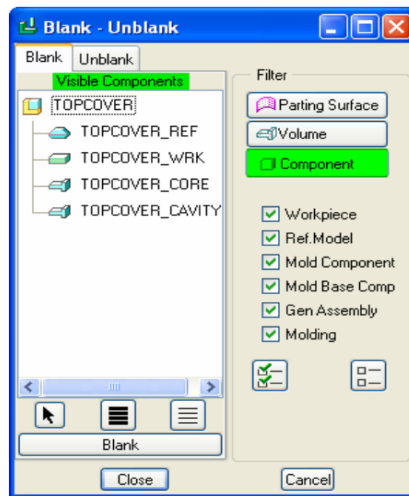 Blank - Unblank
Blank Unblank
Visible Components
TOPCOVER
TOPCOVER_REF
TOPCOVER_WRK
TOPCOVER_CORE
TOPCOVER_CAVITY
Blank
Filter
Parting Surface
Volume
Component
Workpiece
Ref.Model
Mold Component
Mold Base Comp
Gen Assembly
Molding
Close Cancel